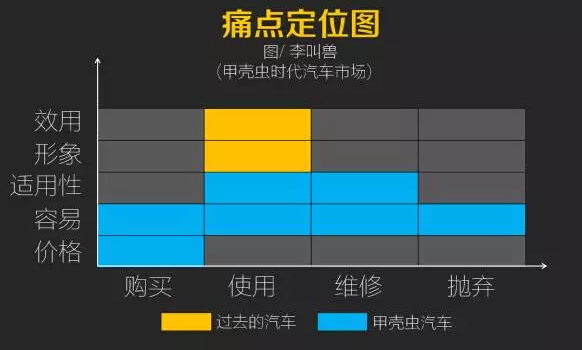 痛点定位图
图/ 李叫兽
(甲壳虫时代汽车市场)
效用
形象
适用性
容易
价格
购买 使用 维修 抛弃
过去的汽车 甲壳虫汽车